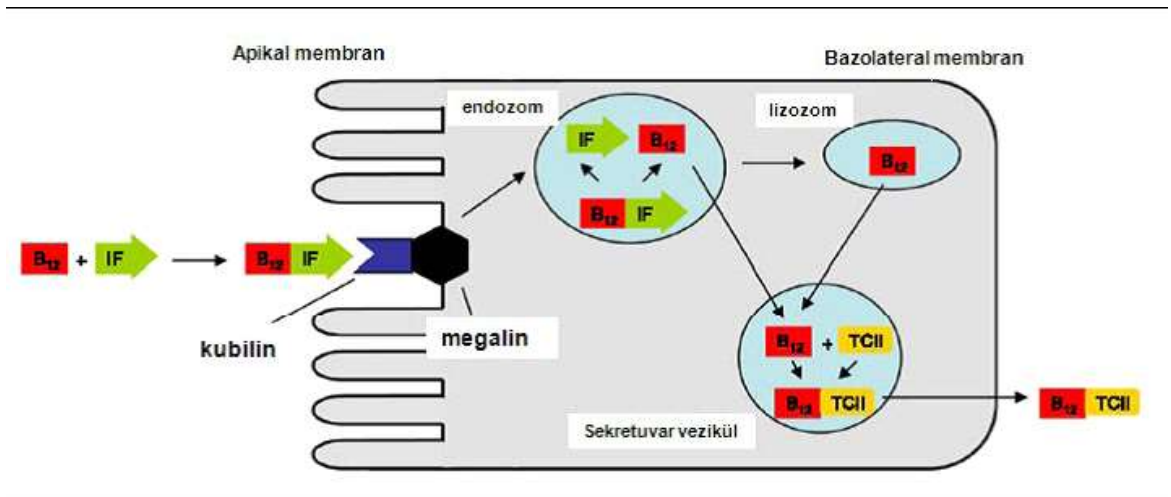 Apikal membran
Bazolateral membran
endozom
lizozom
IF B₁₂
B₁₂
B₁₂ IF
B₁₂ + IF
B₁₂ IF
kubilin
megalin
B₁₂ + TCII
B₁₂ TCII
B₁₂ TCII
Sekretuvar vezikül